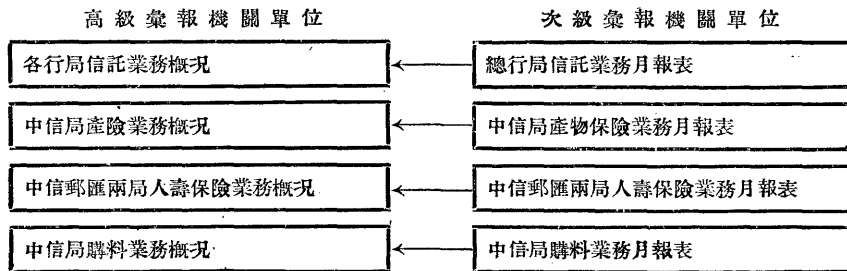 高級彙報機關單位 次級彙報機關單位
各行局信託業務概况 總行局信託業務月報表
中信局產險業務概况 中信局產物保險業務月報表
中信郵匯兩局人壽保險業務概况 中信郵匯兩局人壽保險業務月報表
中信局購料業務概况 中信局購料業務月報表